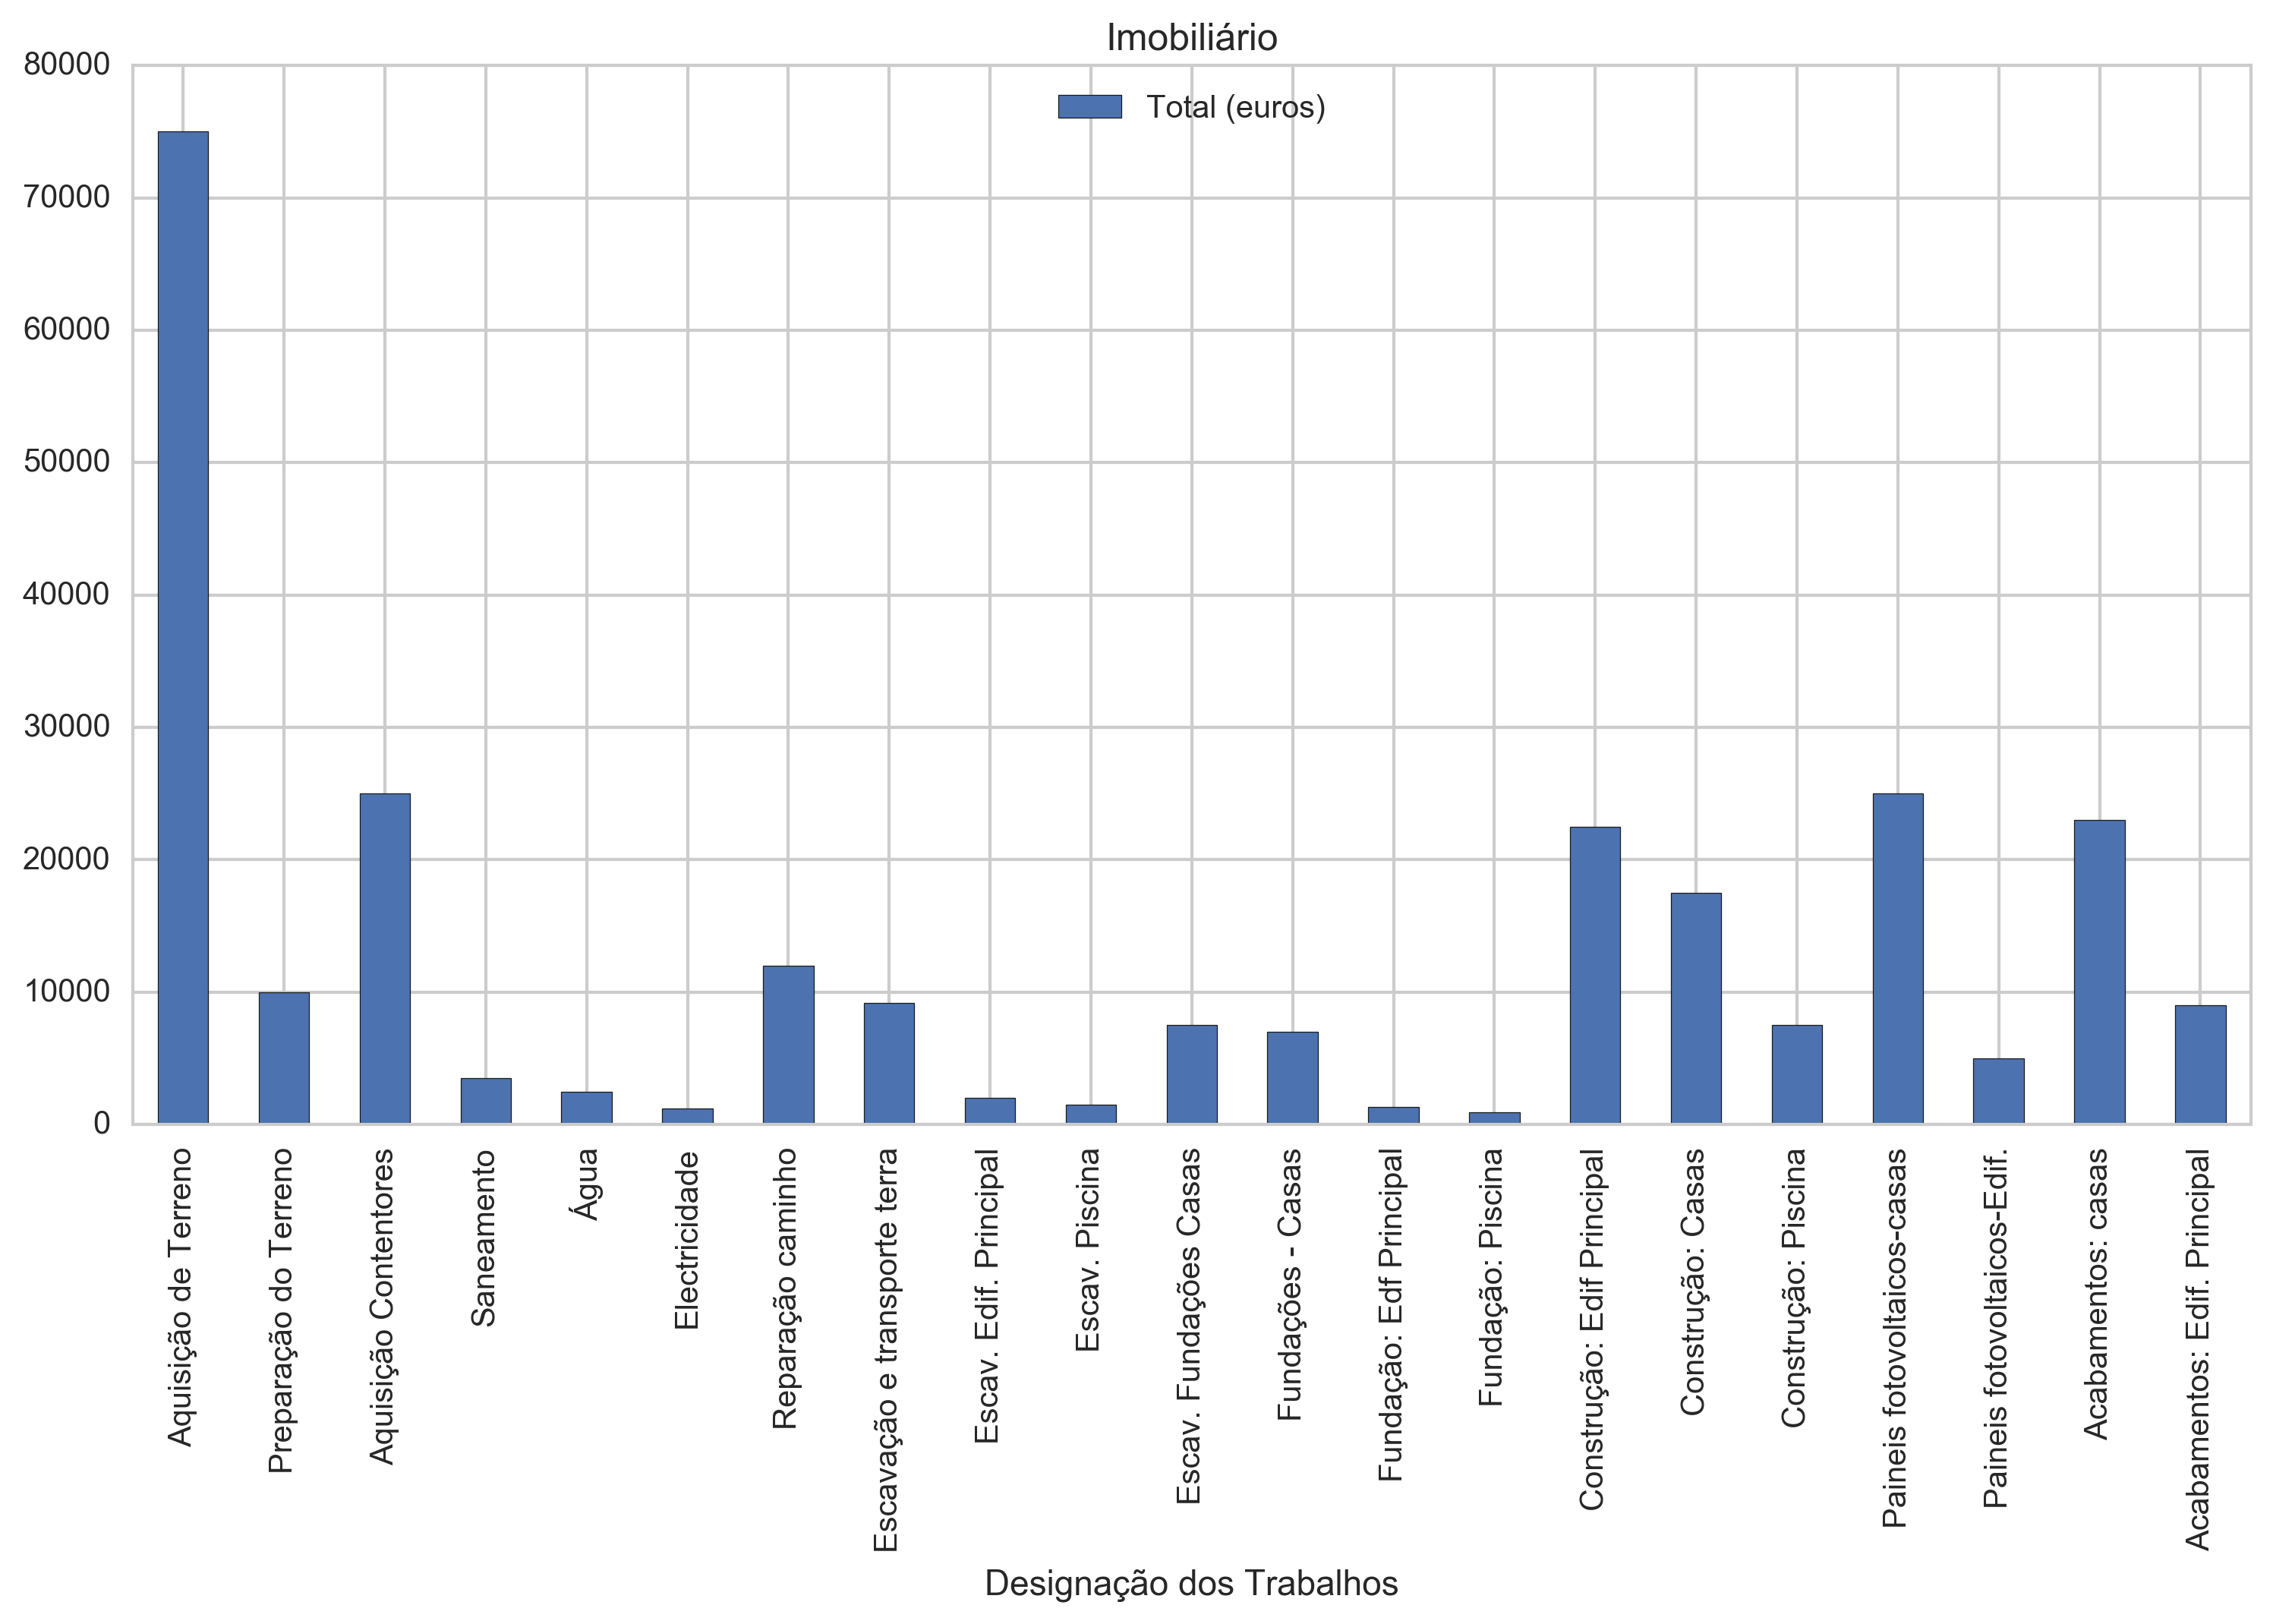 Imobiliário
Total (euros)
80000
70000
60000
50000
40000
30000
20000
10000
0
Aquisição de Terreno
Preparação do Terreno
Aquisição Contentores
Saneamento
Água
Electricidade
Reparação caminho
Escavação e transporte terra
Escav. Edif. Principal
Escav. Piscina
Escav. Fundações Casas
Fundações - Casas
Fundação: Edf Principal
Fundação: Piscina
Construção: Edif Principal
Construção: Casas
Construção: Piscina
Paineis fotovoltaicos-casas
Paineis fotovoltaicos-Edif.
Acabamentos: casas
Acabamentos: Edif. Principal
Designação dos Trabalhos